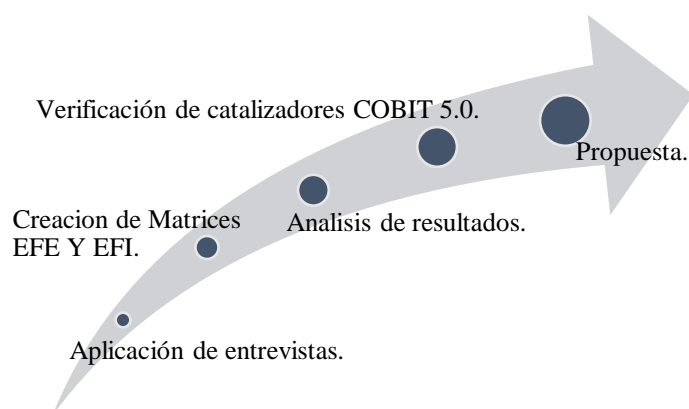 Verificación de catalizadores COBIT 5.0.
Propuesta.
Creacion de Matrices
EFE Y EFI.
Analisis de resultados.
Aplicación de entrevistas.